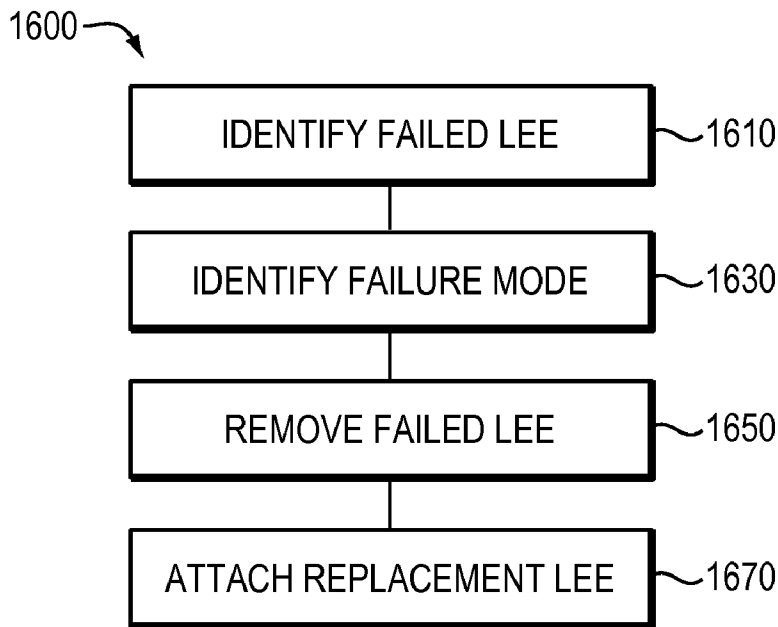 1600
IDENTIFY FAILED LEE
1610
IDENTIFY FAILURE MODE
1630
REMOVE FAILED LEE
1650
ATTACH REPLACEMENT LEE
1670